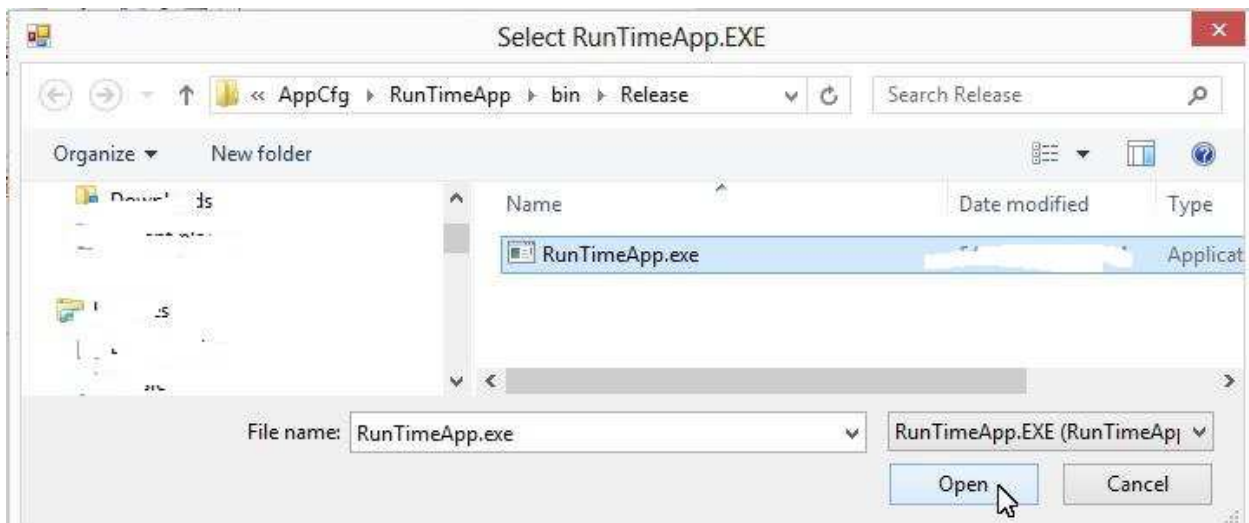 Select RunTimeApp.EXE
« AppCfg RunTimeApp bin Release Search Release
Organize New folder
Name Date modified Type
RunTimeApp.exe Applicat
File name: RunTimeApp.exe RunTimeApp.EXE (RunTimeAp
Open Cancel